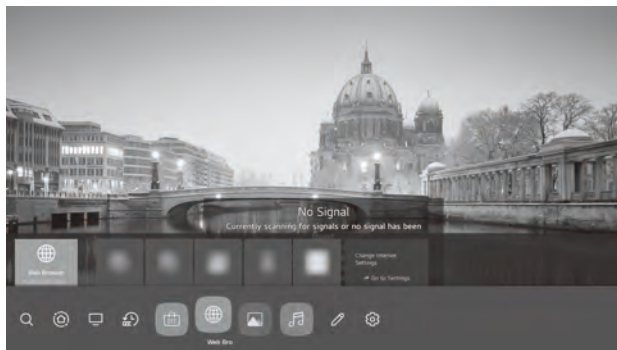 No Signal
Currently scanning for signals or no signal has been
Web Browser
Change Internet
Settings
Go to Settings
Web Bro